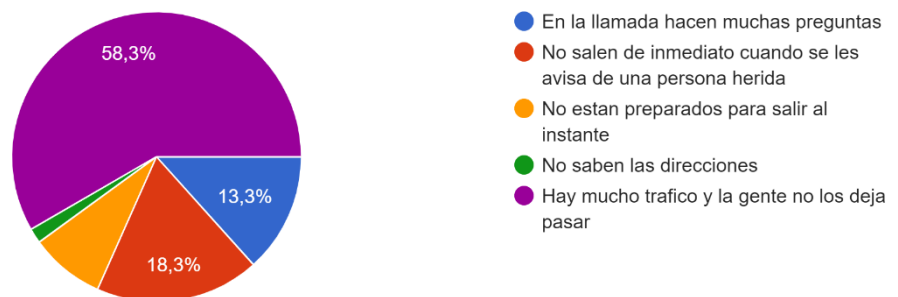 58,3%
13,3%
18,3%
En la llamada hacen muchas preguntas
No salen de inmediato cuando se les
avisa de una persona herida
No estan preparados para salir al
instante
No saben las direcciones
Hay mucho trafico y la gente no los deja
pasar